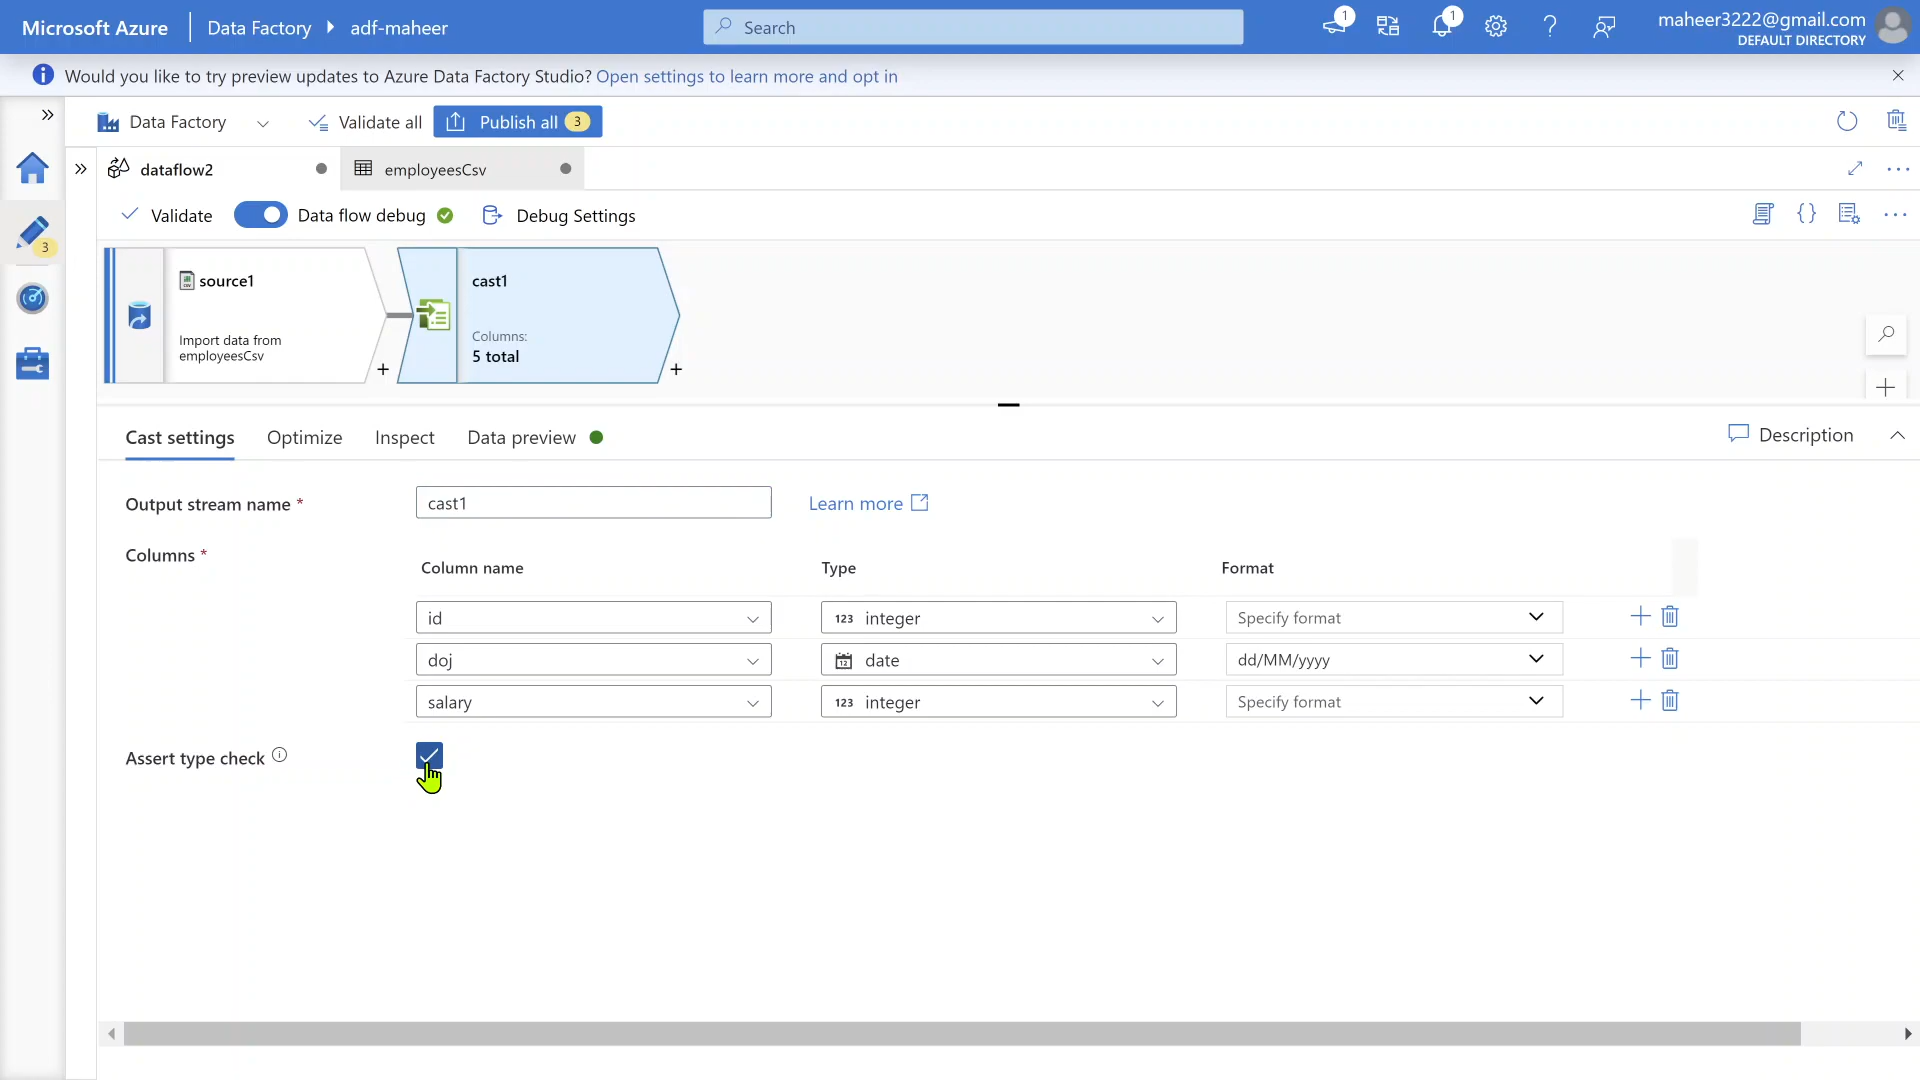 Microsoft Azure Data Factory adf-maheer Search 1 1 maheer3222@gmail.com
DEFAULT DIRECTORY
Would you like to try preview updates to Azure Data Factory Studio? Open settings to learn more and opt in
Data Factory Validate all Publish all 3
dataflow2 employeesCsv
Validate Data flow debug Debug Settings
3
source1
Import data from
employeesCsv
+
cast1
Columns:
5 total
+
Cast settings Optimize Inspect Data preview Description
Output stream name * cast1 Learn more
Columns *
Column name Type Format
id 123 integer Specify format
doj 12 date dd/MM/yyyy
salary 123 integer Specify format
Assert type check